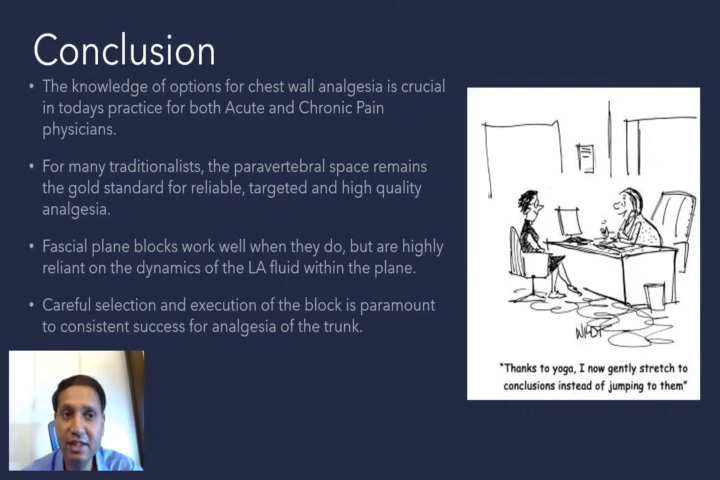 Conclusion
• The knowledge of options for chest wall analgesia is crucial
in todays practice for both Acute and Chronic Pain
physicians.
• For many traditionalists, the paravertebral space remains
the gold standard for reliable, targeted and high quality
analgesia.
• Fascial plane blocks work well when they do, but are highly
reliant on the dynamics of the LA fluid within the plane.
• Careful selection and execution of the block is paramount
to consistent success for analgesia of the trunk.
"Thanks to yoga, I now gently stretch to
conclusions instead of jumping to them"